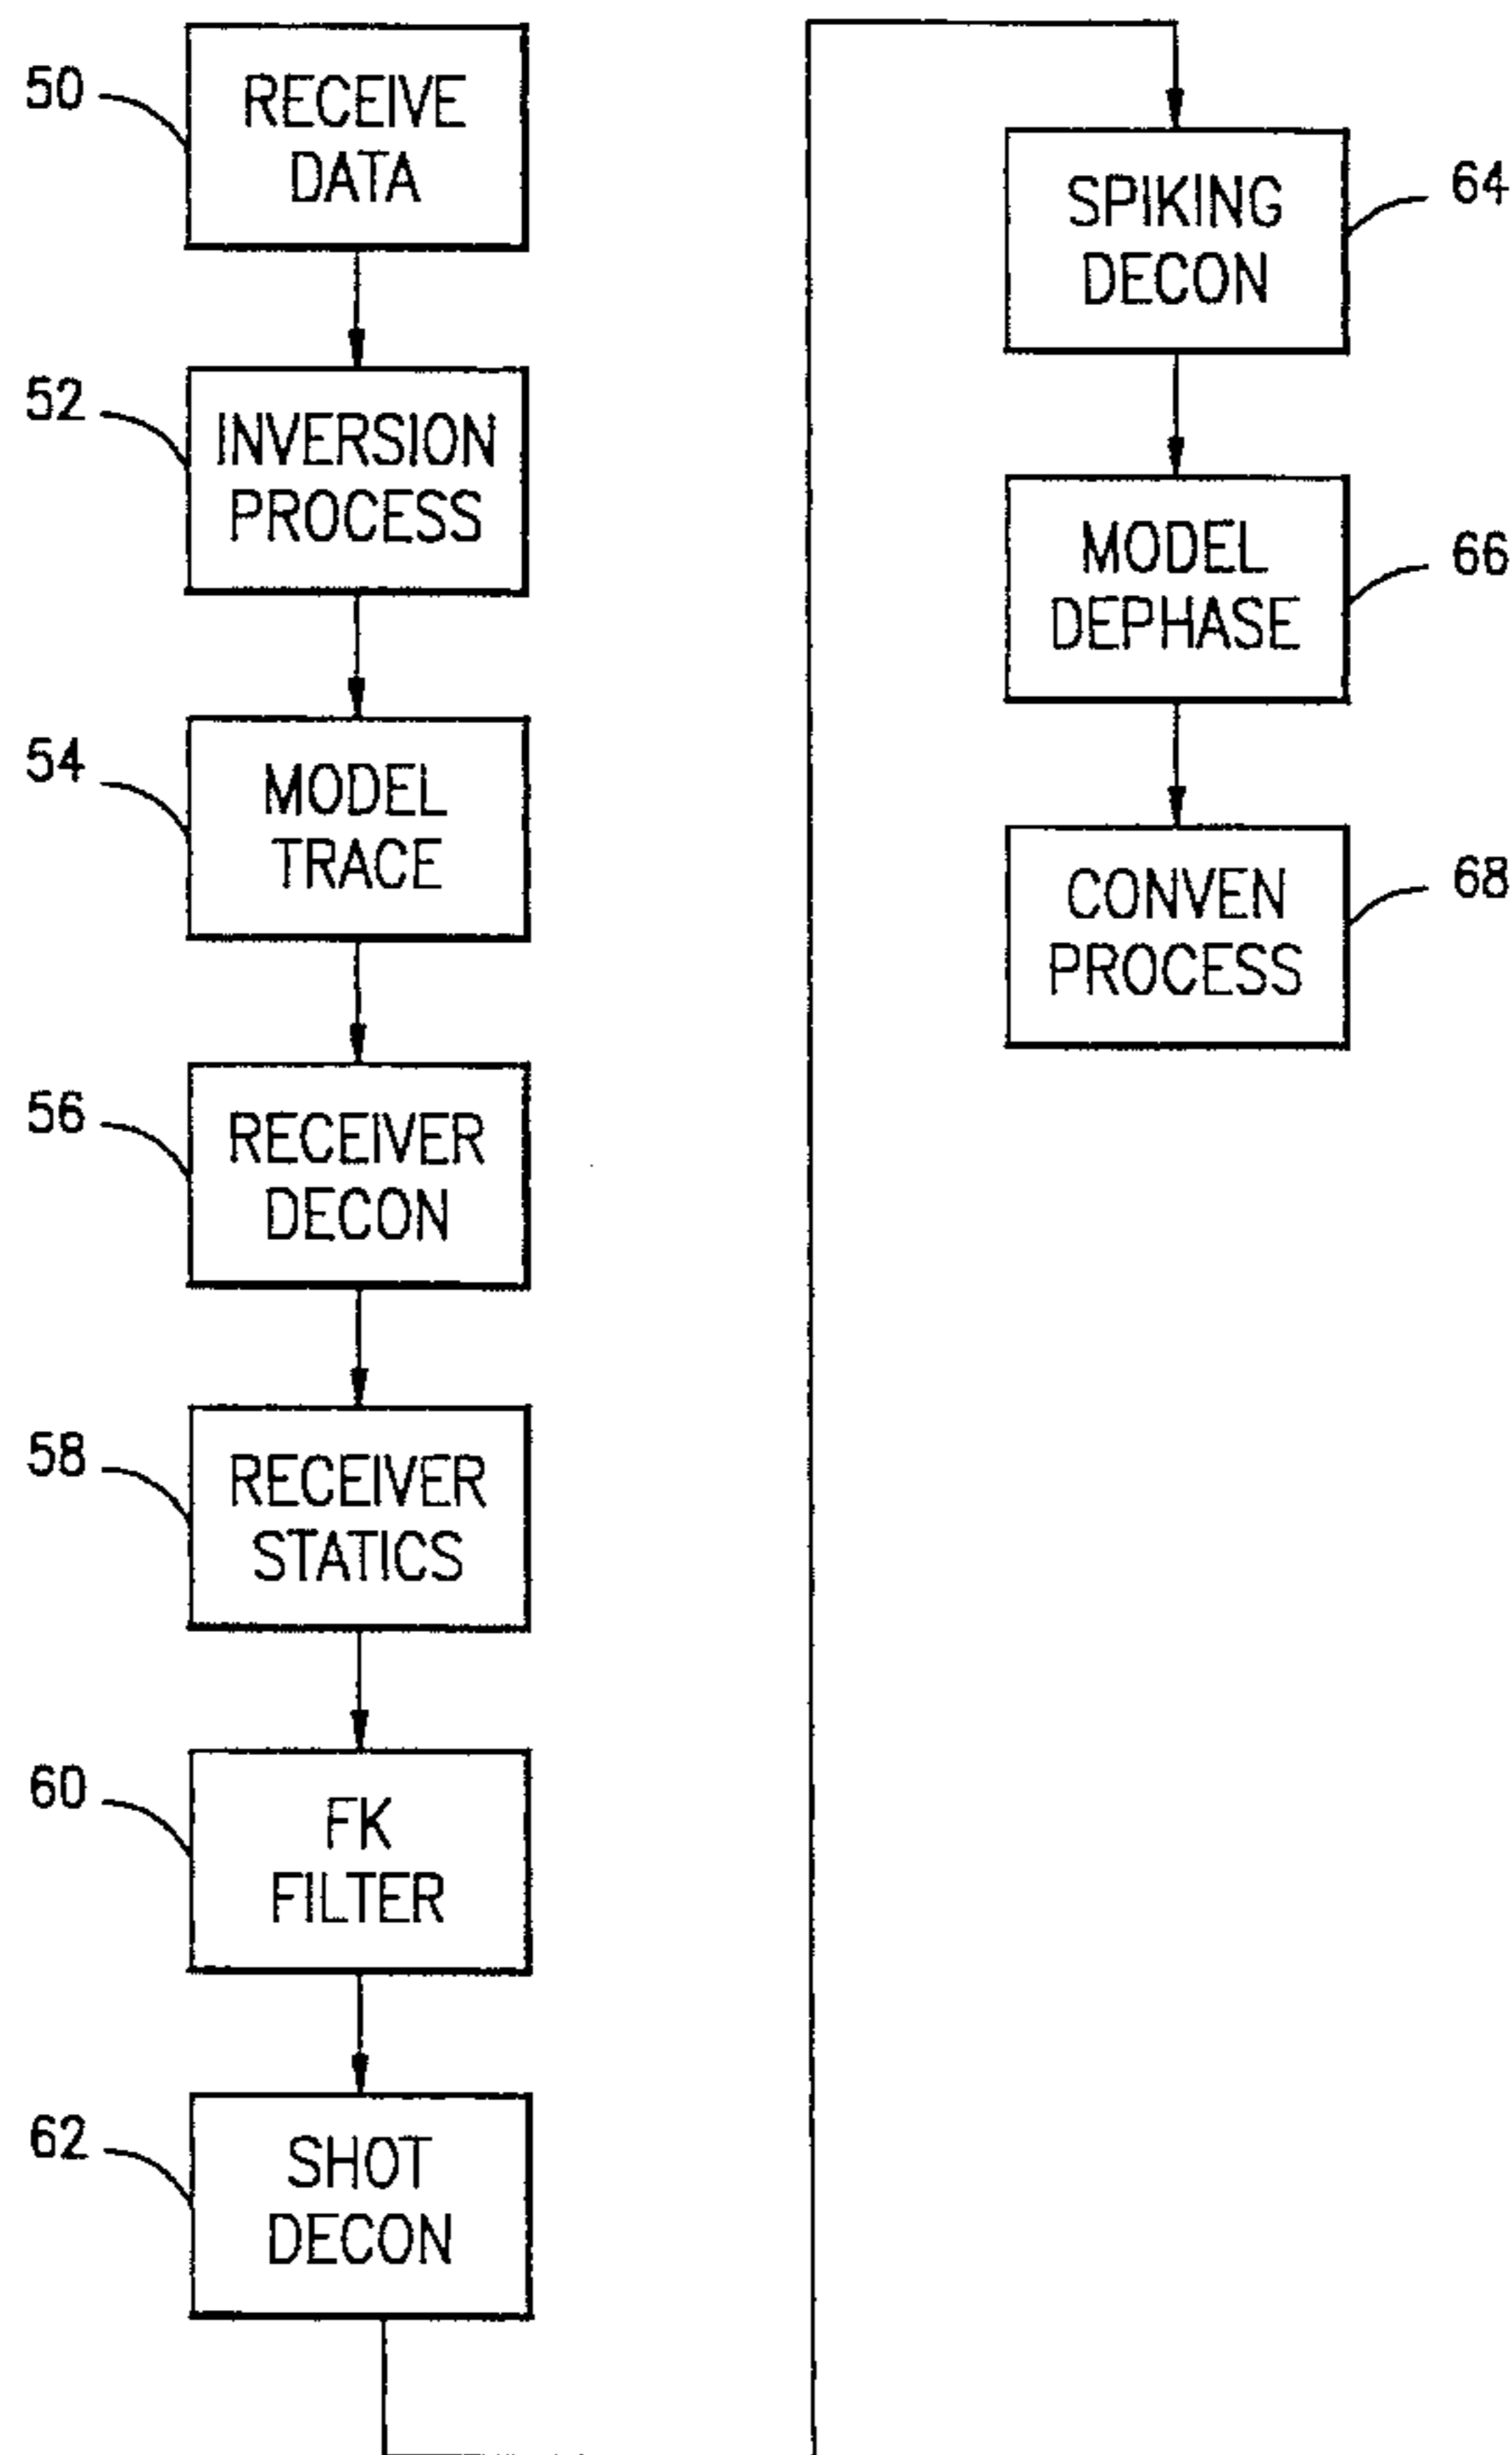 50
RECEIVE
DATA
52
INVERSION
PROCESS
54
MODEL
TRACE
56
RECEIVER
DECON
58
RECEIVER
STATICS
60
FK
FILTER
62
SHOT
DECON
64
SPIKING
DECON
66
MODEL
DEPHASE
68
CONVEN
PROCESS